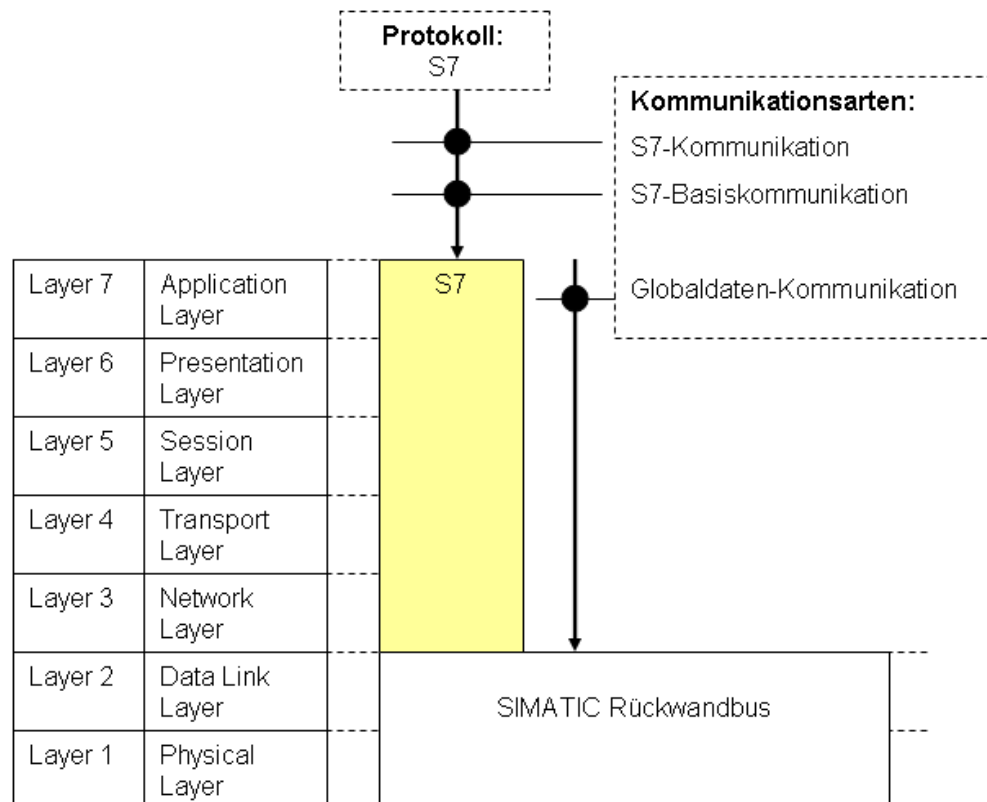 Protokoll:
S7
Kommunikationsarten:
S7-Kommunikation
S7-Basiskommunikation
Globaldaten-Kommunikation
Layer 7
Application
Layer
S7
Layer 6
Presentation
Layer
Layer 5
Session
Layer
Layer 4
Transport
Layer
Layer 3
Network
Layer
Layer 2
Data Link
Layer
SIMATIC Rückwandbus
Layer 1
Physical
Layer